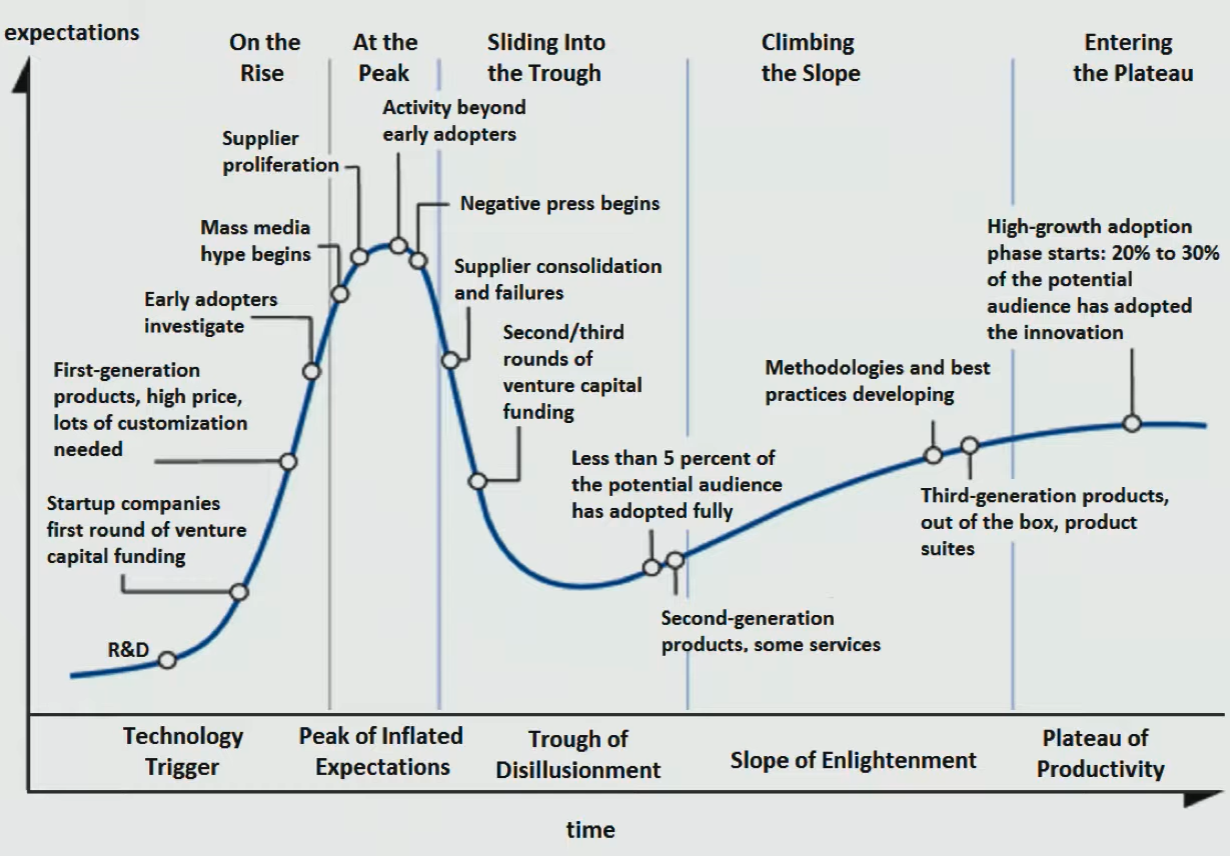 expectations
On the
Rise
At the
Peak
Sliding Into
the Trough
Climbing
the Slope
Entering
the Plateau
Activity beyond
early adopters
Supplier
proliferation
Negative press begins
Mass media
hype begins
Supplier consolidation
and failures
Early adopters
investigate
Second/third
rounds of
venture capital
funding
First-generation
products, high price,
lots of customization
needed
Startup companies
first round of venture
capital funding
R&D
Less than 5 percent of
the potential audience
has adopted fully
Second-generation
products, some services
Methodologies and best
practices developing
Third-generation products,
out of the box, product
suites
High-growth adoption
phase starts: 20% to 30%
of the potential
audience has adopted
the innovation
Technology
Trigger
Peak of Inflated
Expectations
Trough of
Disillusionment
Slope of Enlightenment
Plateau of
Productivity
time